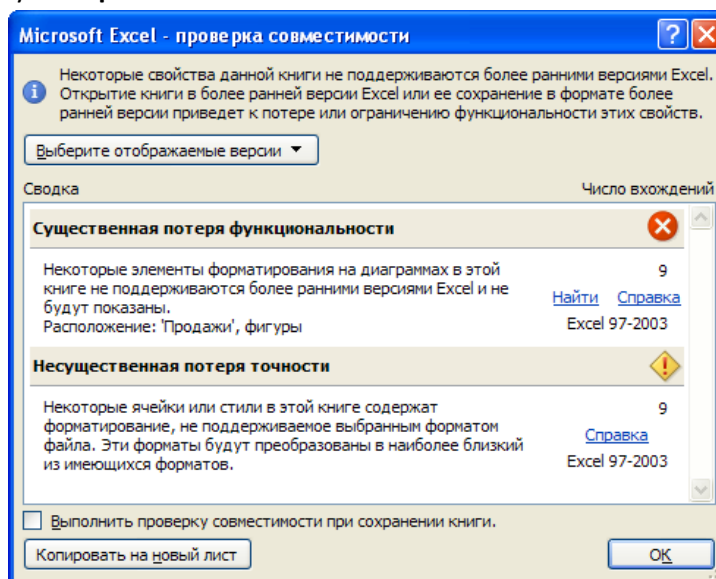 Microsoft Excel - проверка совместимости
Некоторые свойства данной книги не поддерживаются более ранними версиями Excel.
Открытие книги в более ранней версии Excel или ее сохранение в формате более
ранней версии приведет к потере или ограничению функциональности этих свойств.
Выберите отображаемые версии
Сводка Число вхождений
Существенная потеря функциональности
Некоторые элементы форматирования на диаграммах в этой 9
книге не поддерживаются более ранними версиями Excel и не
будут показаны. Найти Справка
Расположение: 'Продажи', фигуры Excel 97-2003
Несущественная потеря точности
Некоторые ячейки или стили в этой книге содержат 9
форматирование, не поддерживаемое выбранным форматом
файла. Эти форматы будут преобразованы в наиболее близкий Справка
из имеющихся форматов. Excel 97-2003
Выполнить проверку совместимости при сохранении книги.
Копировать на новый лист ОК